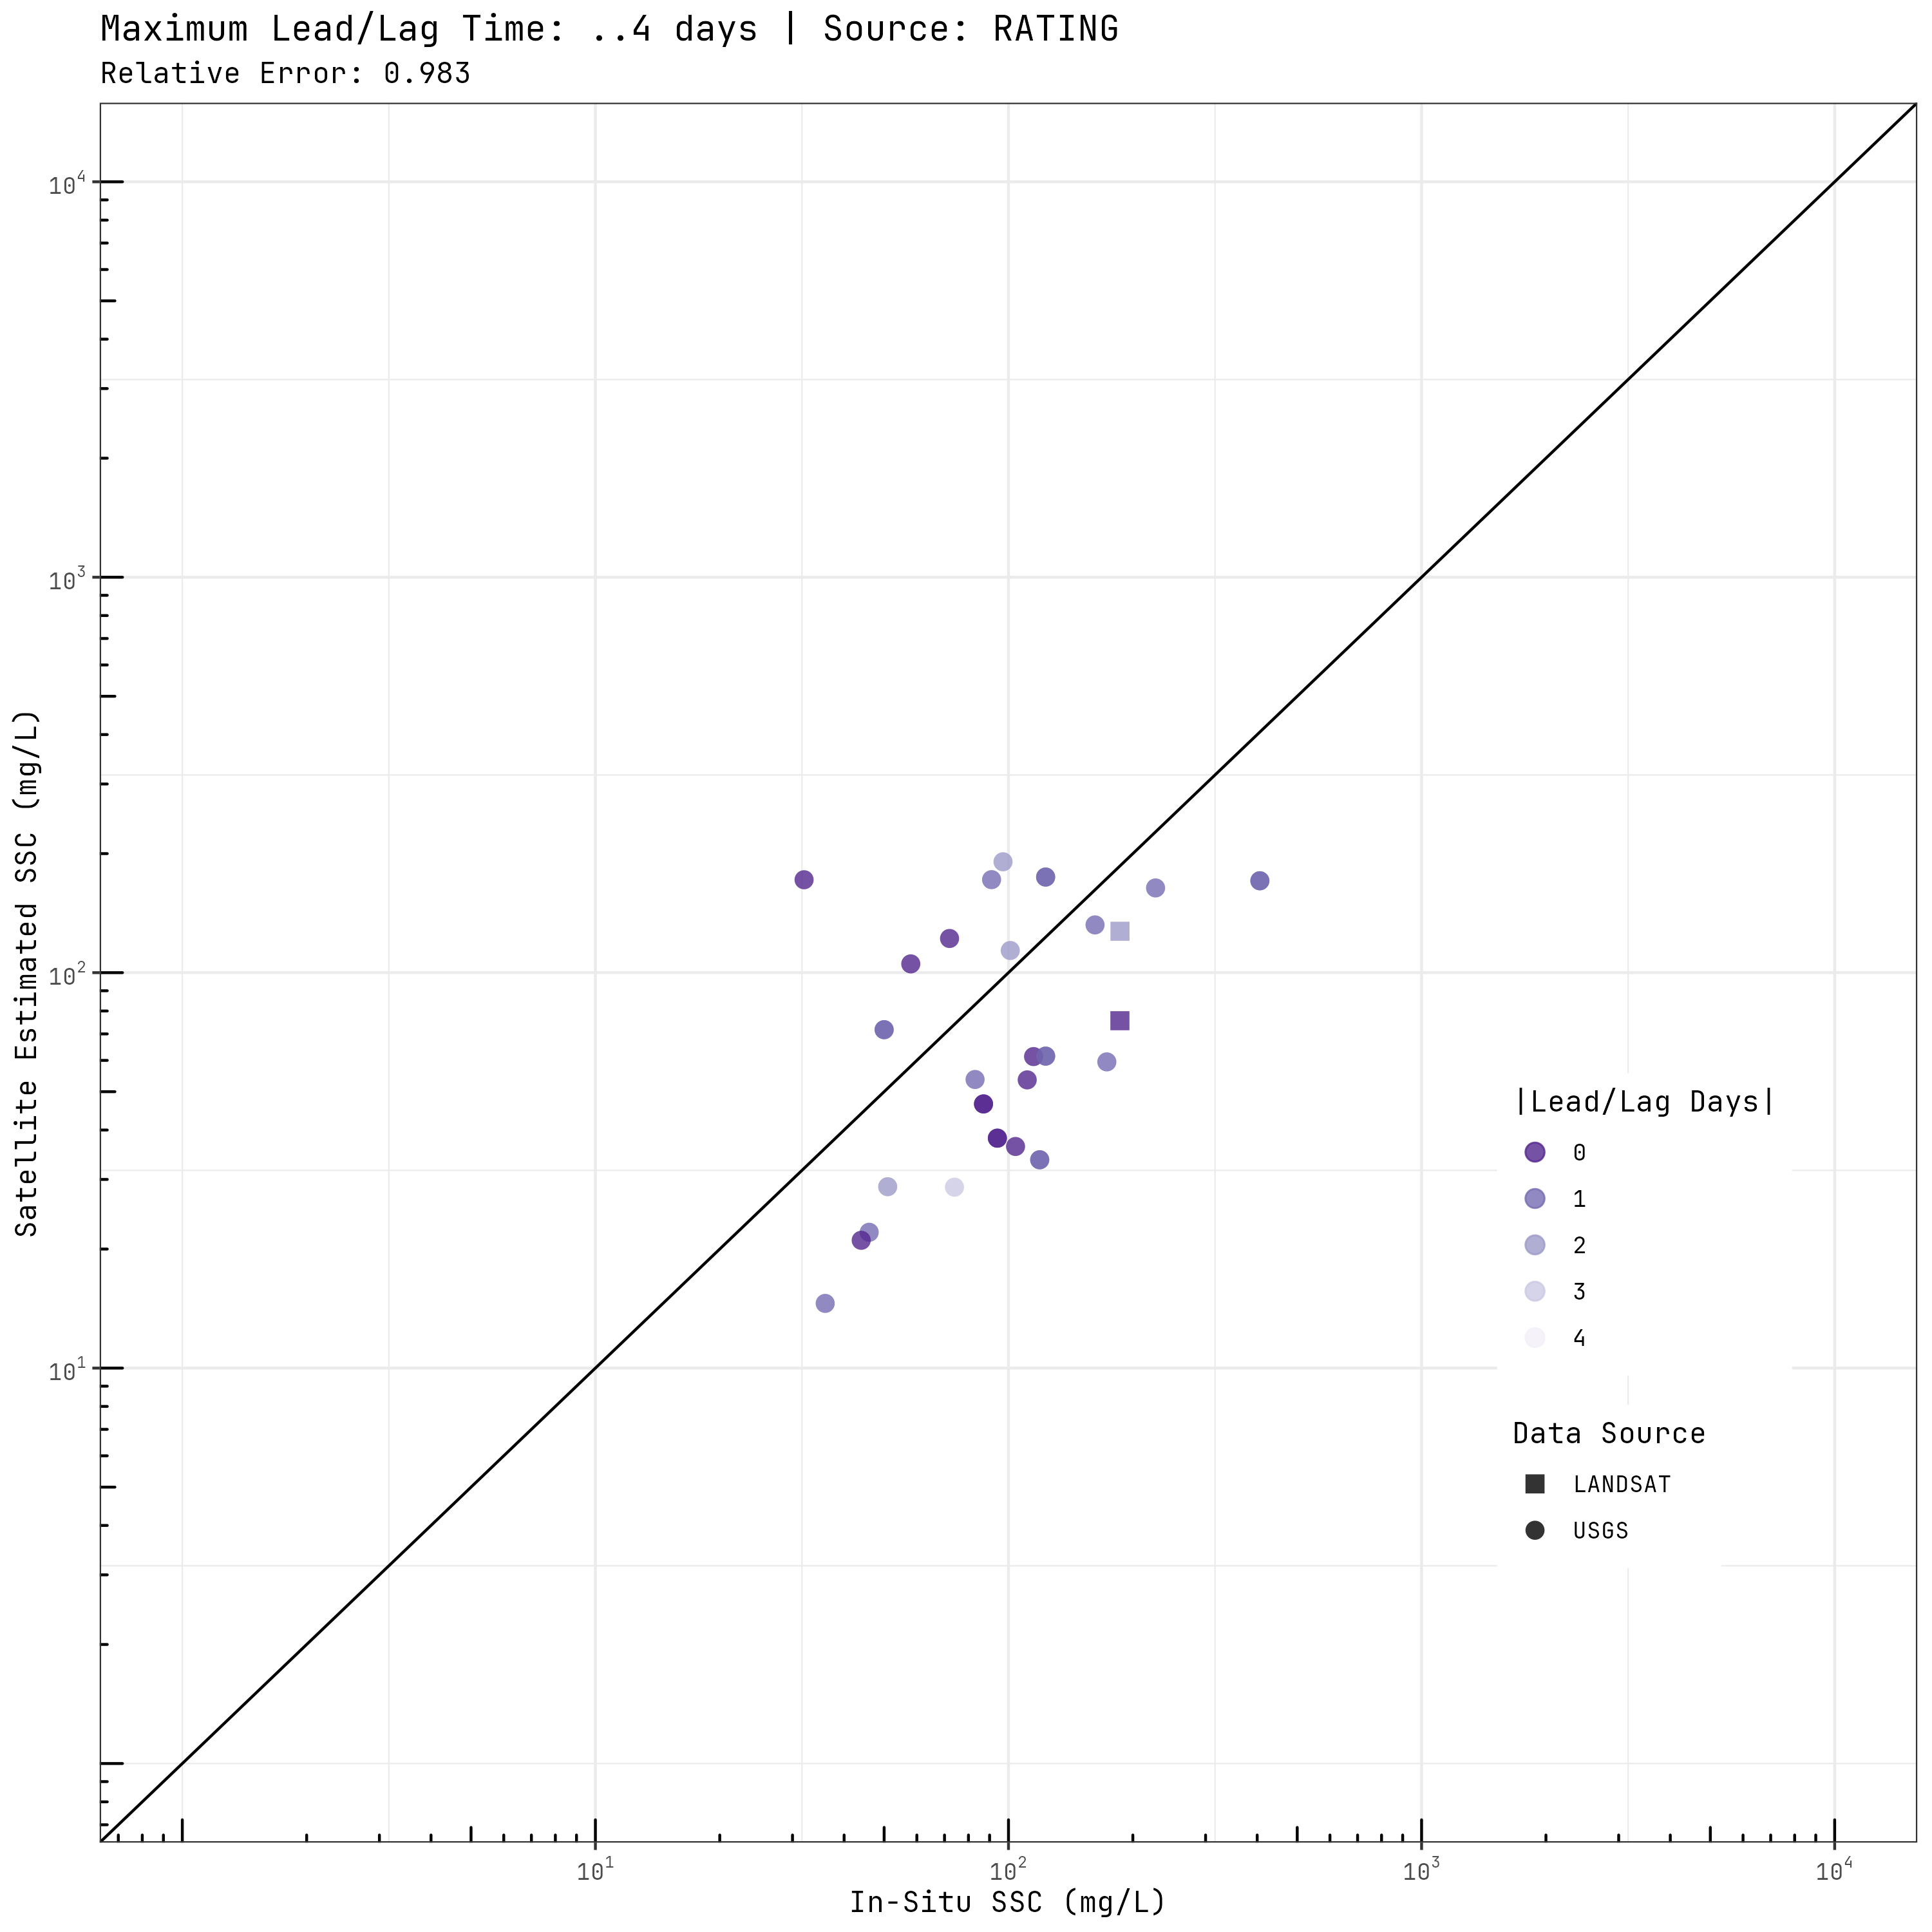 Maximum Lead/Lag Time: ..4 days | Source: RATING
Relative Error: 0.983
Satellite Estimated SSC (mg/L)
10⁴
10³
10²
10¹
|Lead/Lag Days|
0
1
2
3
4
Data Source
LANDSAT
USGS
10¹
10²
10³
10⁴
In-Situ SSC (mg/L)